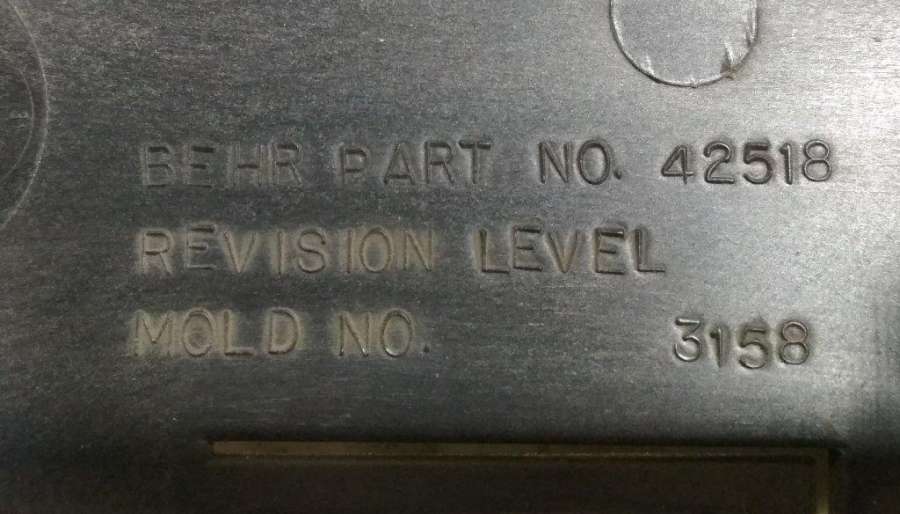 BEHR PART NO. 42518
REVISION LEVEL
MOLD NO. 3158